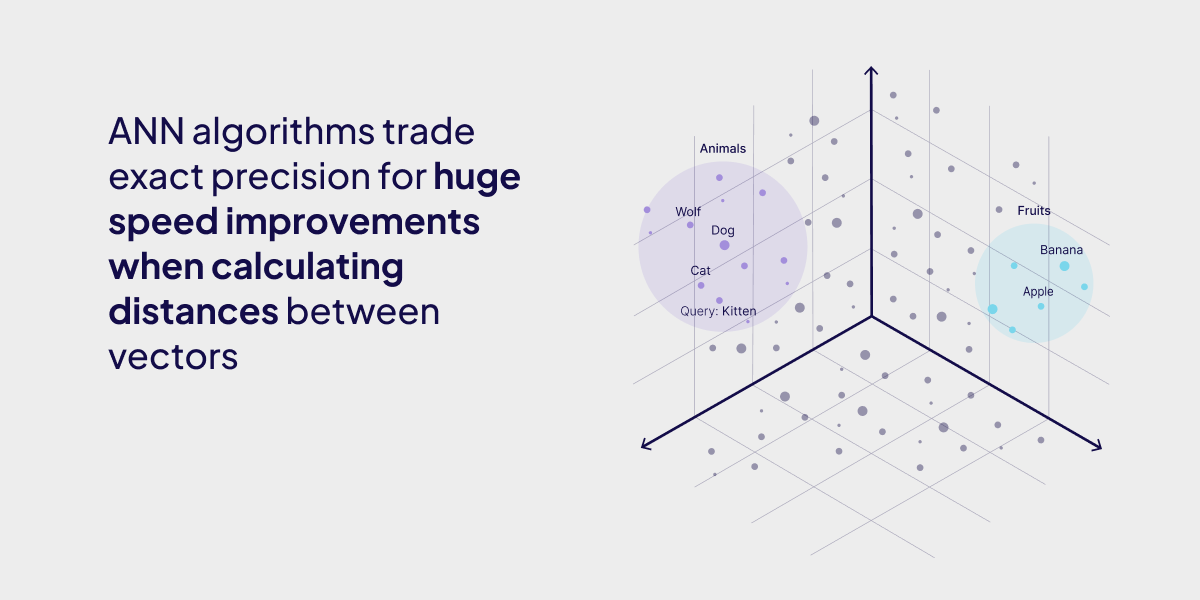 ANN algorithms trade
exact precision for huge
speed improvements
when calculating
distances between
vectors
Animals
Wolf
Dog
Cat
Query: Kitten
Fruits
Banana
Apple